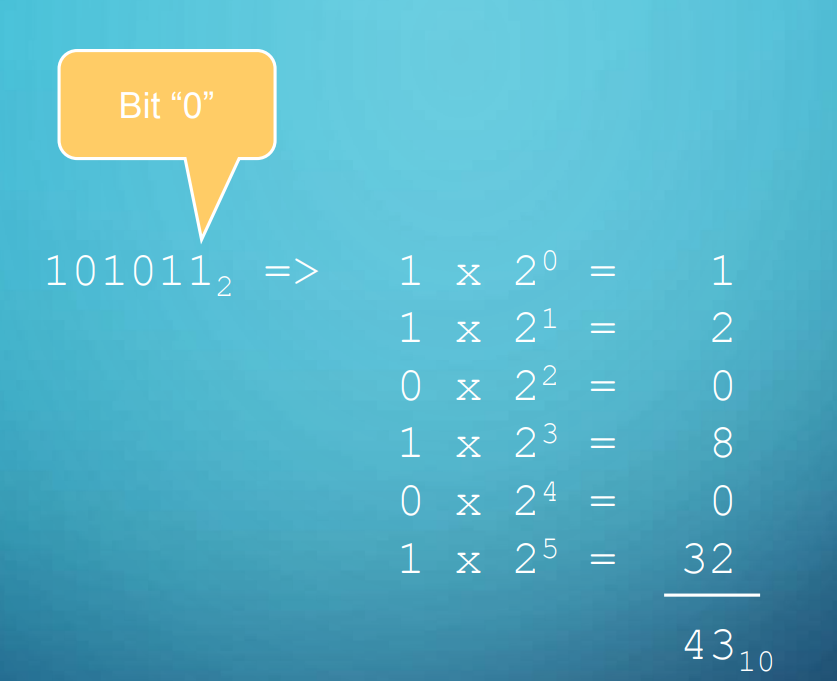 Bit “0”
101011₂ => 1 x 2⁰ = 1
1 x 2¹ = 2
0 x 2² = 0
1 x 2³ = 8
0 x 2⁴ = 0
1 x 2⁵ = 32
43₁₀